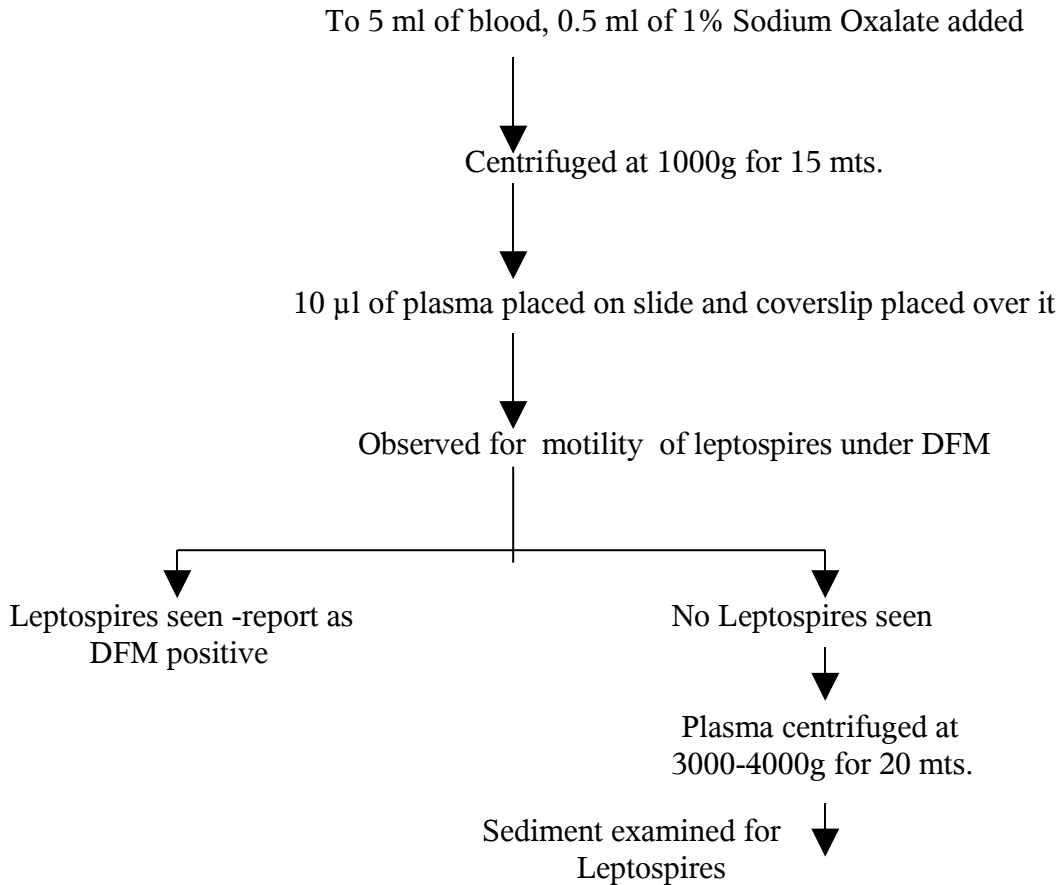 To 5 ml of blood, 0.5 ml of 1% Sodium Oxalate added
Centrifuged at 1000g for 15 mts.
10 µl of plasma placed on slide and coverslip placed over it
Observed for motility of leptospires under DFM
Leptospires seen -report as
DFM positive
No Leptospires seen
Plasma centrifuged at
3000-4000g for 20 mts.
Sediment examined for
Leptospires